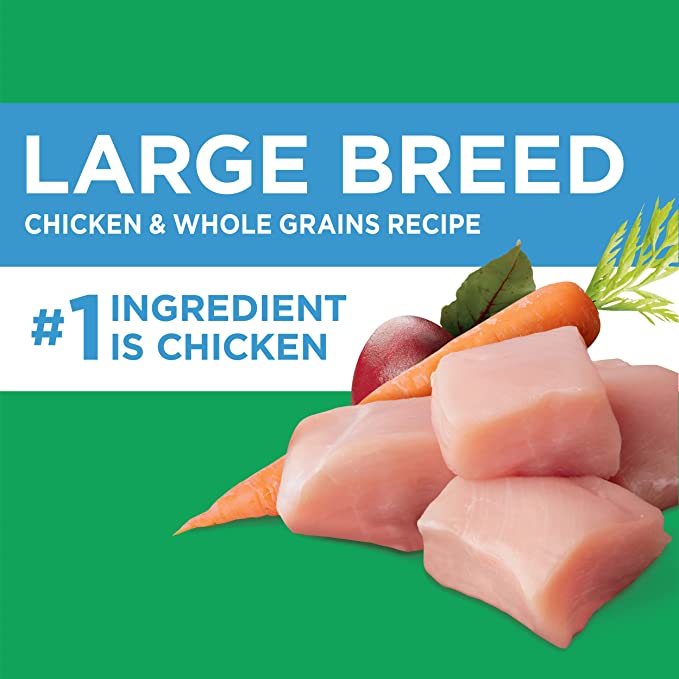 LARGE BREED
CHICKEN & WHOLE GRAINS RECIPE
#1 INGREDIENT
IS CHICKEN